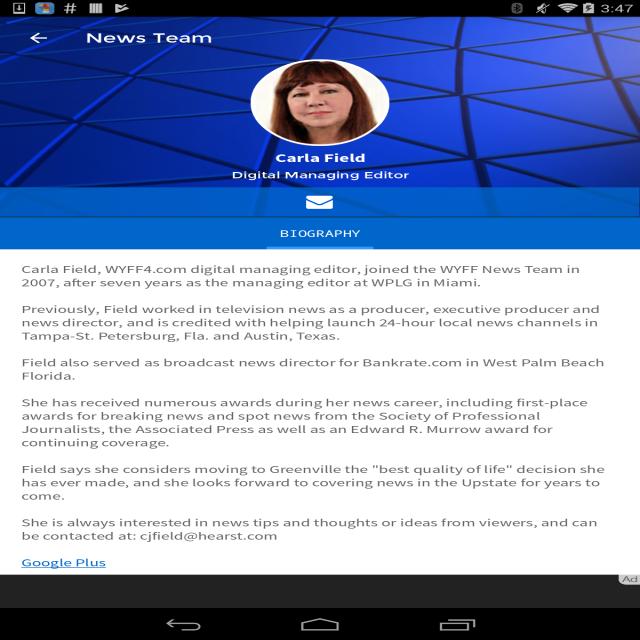 3:47
News Team
Carla Field
Digital Managing Editor
BIOGRAPHY
Carla Field, WYFF4.com digital managing editor, joined the WYFF News Team in
2007, after seven years as the managing editor at WPLG in Miami.
Previously, Field worked in television news as a producer, executive producer and
news director, and is credited with helping launch 24-hour local news channels in
Tampa-St. Petersburg, Fla. and Austin, Texas.
Field also served as broadcast news director for Bankrate.com in West Palm Beach
Florida.
She has received numerous awards during her news career, including first-place
awards for breaking news and spot news from the Society of Professional
Journalists, the Associated Press as well as an Edward R. Murrow award for
continuing coverage.
Field says she considers moving to Greenville the "best quality of life" decision she
has ever made, and she looks forward to covering news in the Upstate for years to
come.
She is always interested in news tips and thoughts or ideas from viewers, and can
be contacted at: cjfield@hearst.com
Google Plus
Ad